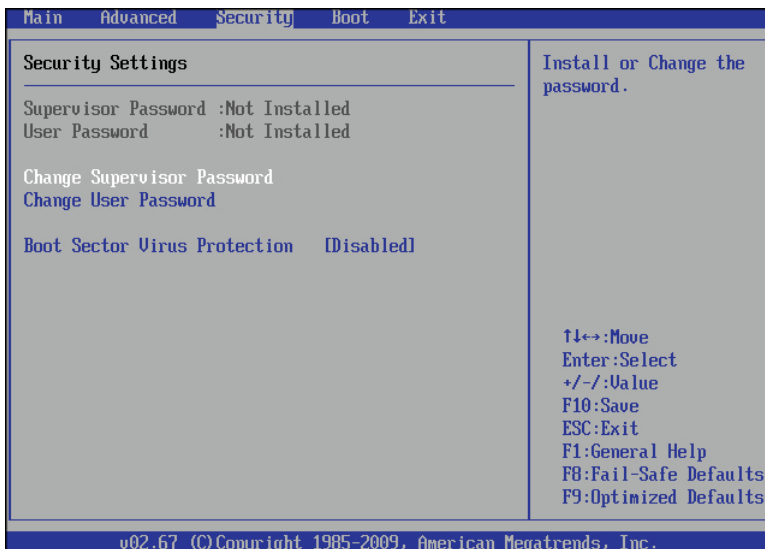 Main Advanced Security Boot Exit
Security Settings
Supervisor Password :Not Installed
User Password :Not Installed
Change Supervisor Password
Change User Password
Boot Sector Virus Protection [Disabled]
Install or Change the
password.
↑↓←→:Move
Enter:Select
+/-/:Value
F10:Save
ESC:Exit
F1:General Help
F8:Fail-Safe Defaults
F9:Optimized Defaults
v02.67 (C)Copyright 1985-2009, American Megatrends, Inc.